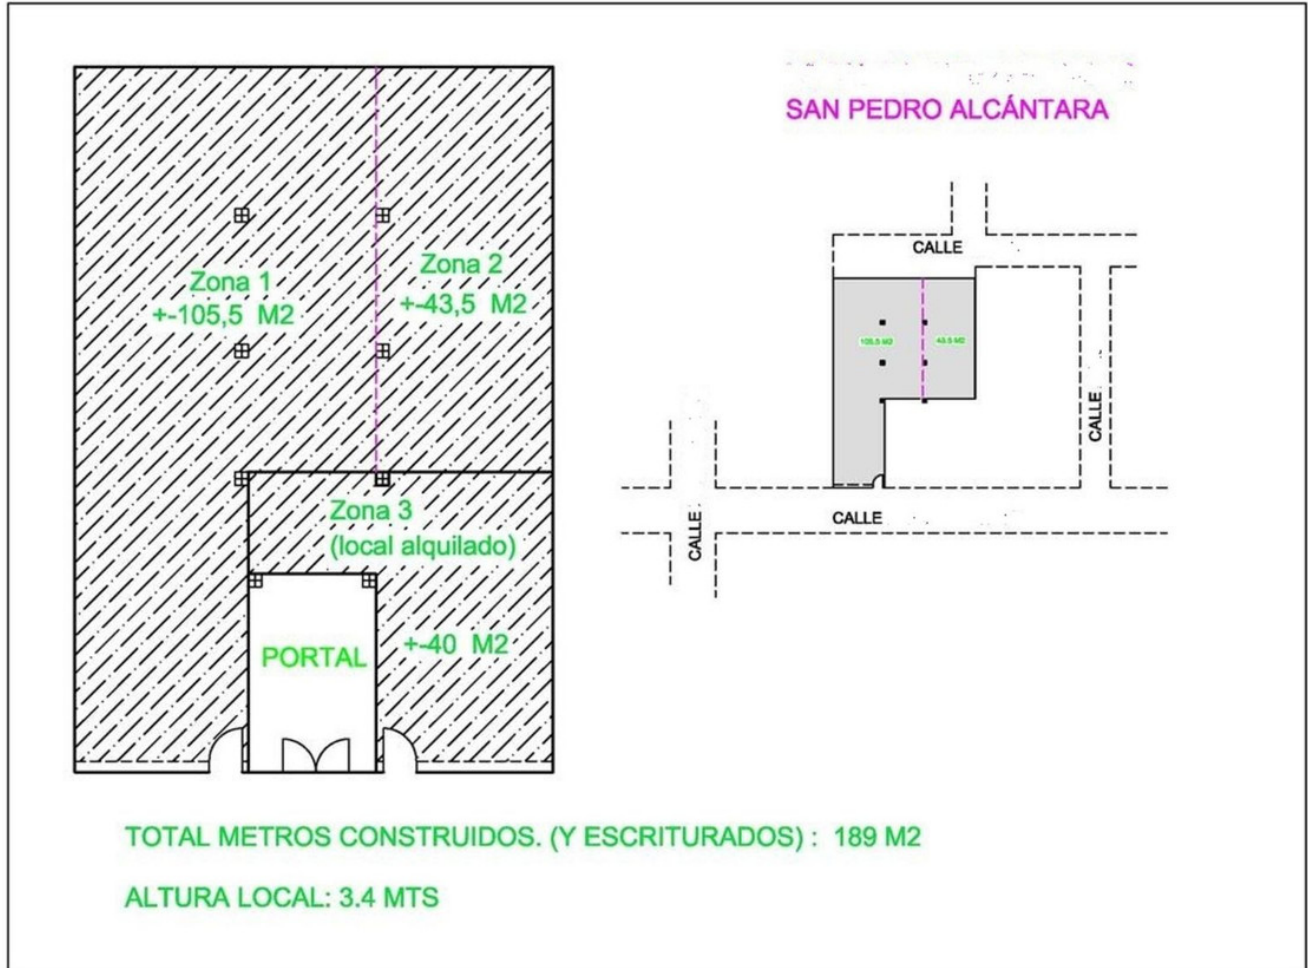 SAN PEDRO ALCÁNTARA
Zona 1
+-105,5 M2
Zona 2
+-43,5 M2
Zona 3
(local alquilado)
+-40 M2
PORTAL
CALLE
105,5 M2
43,5 M2
CALLE
CALLE
CALLE
TOTAL METROS CONSTRUIDOS. (Y ESCRITURADOS) : 189 M2
ALTURA LOCAL: 3.4 MTS